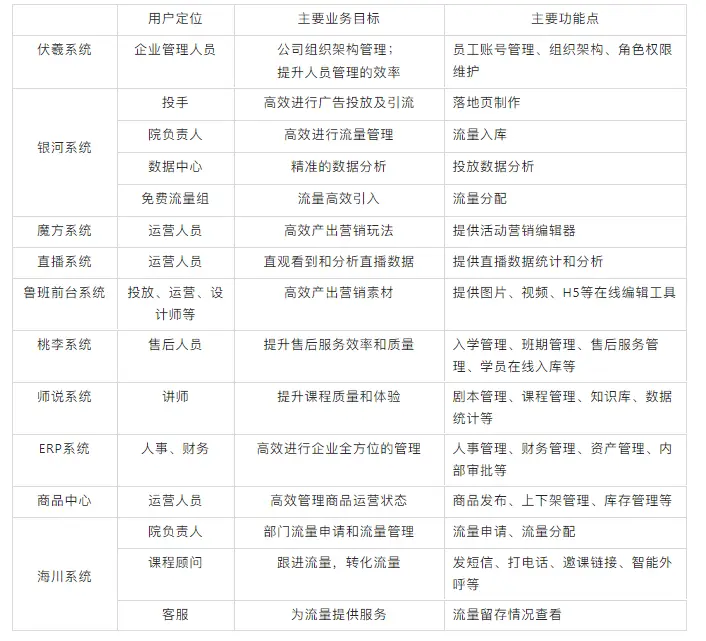 用户定位 主要业务目标 主要功能点
伏羲系统 企业管理人员 公司组织架构管理; 员工账号管理、组织架构、角色权限
提升人员管理的效率 维护
银河系统
投手 高效进行广告投放及引流 落地页制作
院负责人 高效进行流量管理 流量入库
数据中心 精准的数据分析 投放数据分析
免费流量组 流量高效引入 流量分配
魔方系统 运营人员 高效产出营销玩法 提供活动营销编辑器
直播系统 运营人员 直观看到和分析直播数据 提供直播数据统计和分析
鲁班前台系统 投放、运营、设 高效产出营销素材 提供图片、视频、H5等在线编辑工具
计师等
桃李系统 售后人员 提升售后服务效率和质量 入学管理、班期管理、售后服务管
理、学员在线入库等
师说系统 讲师 提升课程质量和体验 剧本管理、课程管理、知识库、数据
统计等
ERP系统 人事、财务 高效进行企业全方位的管理 人事管理、财务管理、资产管理、内
部审批等
商品中心 运营人员 高效管理商品运营状态 商品发布、上下架管理、库存管理等
海川系统
院负责人 部门流量申请和流量管理 流量申请、流量分配
课程顾问 跟进流量，转化流量 发短信、打电话、邀课链接、智能外
呼等
客服 为流量提供服务 流量留存情况查看